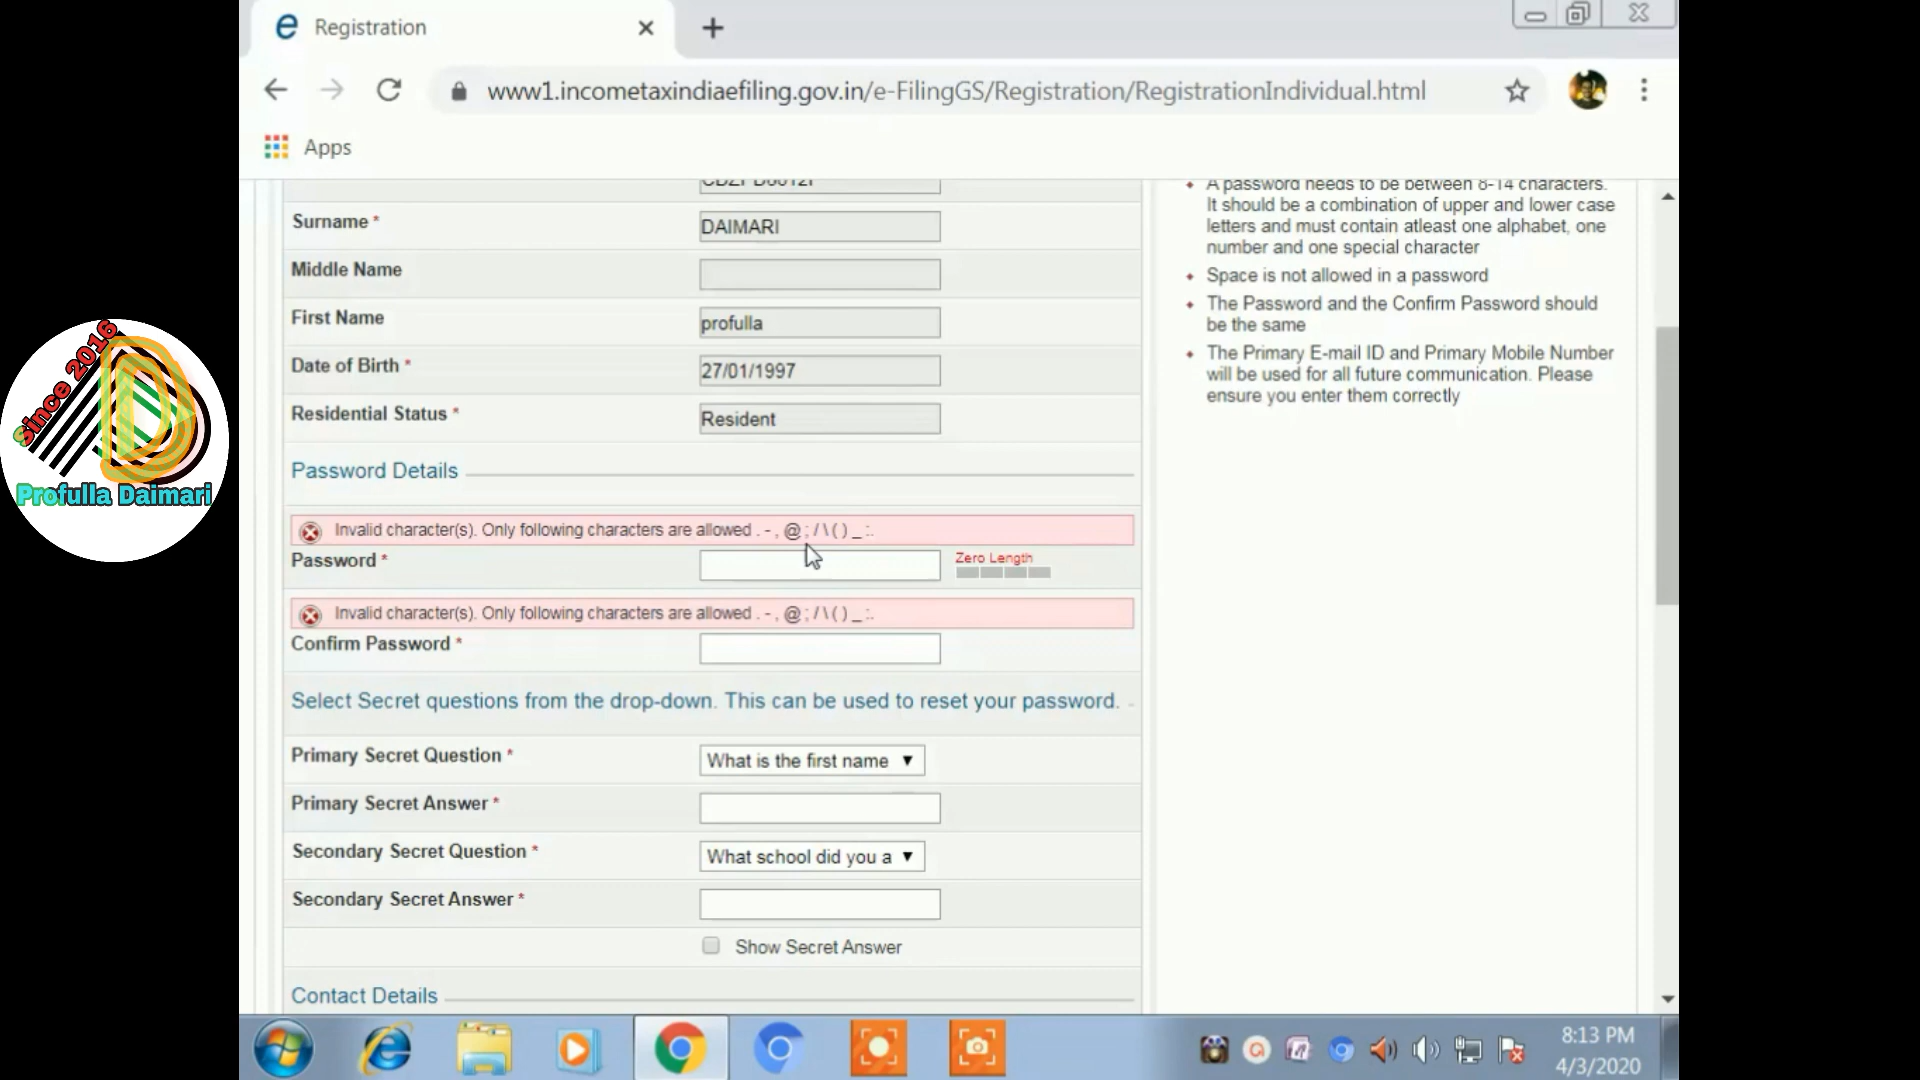 Registration
www1.incometaxindiaefiling.gov.in/e-FilingGS/Registration/RegistrationIndividual.html
Apps
Surname *
DAIMARI
Middle Name
First Name
profulla
Date of Birth *
27/01/1997
Residential Status *
Resident
Password Details
Invalid character(s). Only following characters are allowed . - , @ ; / \ ( ) _ :.
Password *
Zero Length
Invalid character(s). Only following characters are allowed . - , @ ; / \ ( ) _ :.
Confirm Password *
Select Secret questions from the drop-down. This can be used to reset your password.
Primary Secret Question *
What is the first name
Primary Secret Answer *
Secondary Secret Question *
What school did you a
Secondary Secret Answer *
Show Secret Answer
Contact Details
A password needs to be between 8-14 characters.
It should be a combination of upper and lower case
letters and must contain atleast one alphabet, one
number and one special character
Space is not allowed in a password
The Password and the Confirm Password should
be the same
The Primary E-mail ID and Primary Mobile Number
will be used for all future communication. Please
ensure you enter them correctly
Since 2016
Profulla Daimari
8:13 PM
4/3/2020